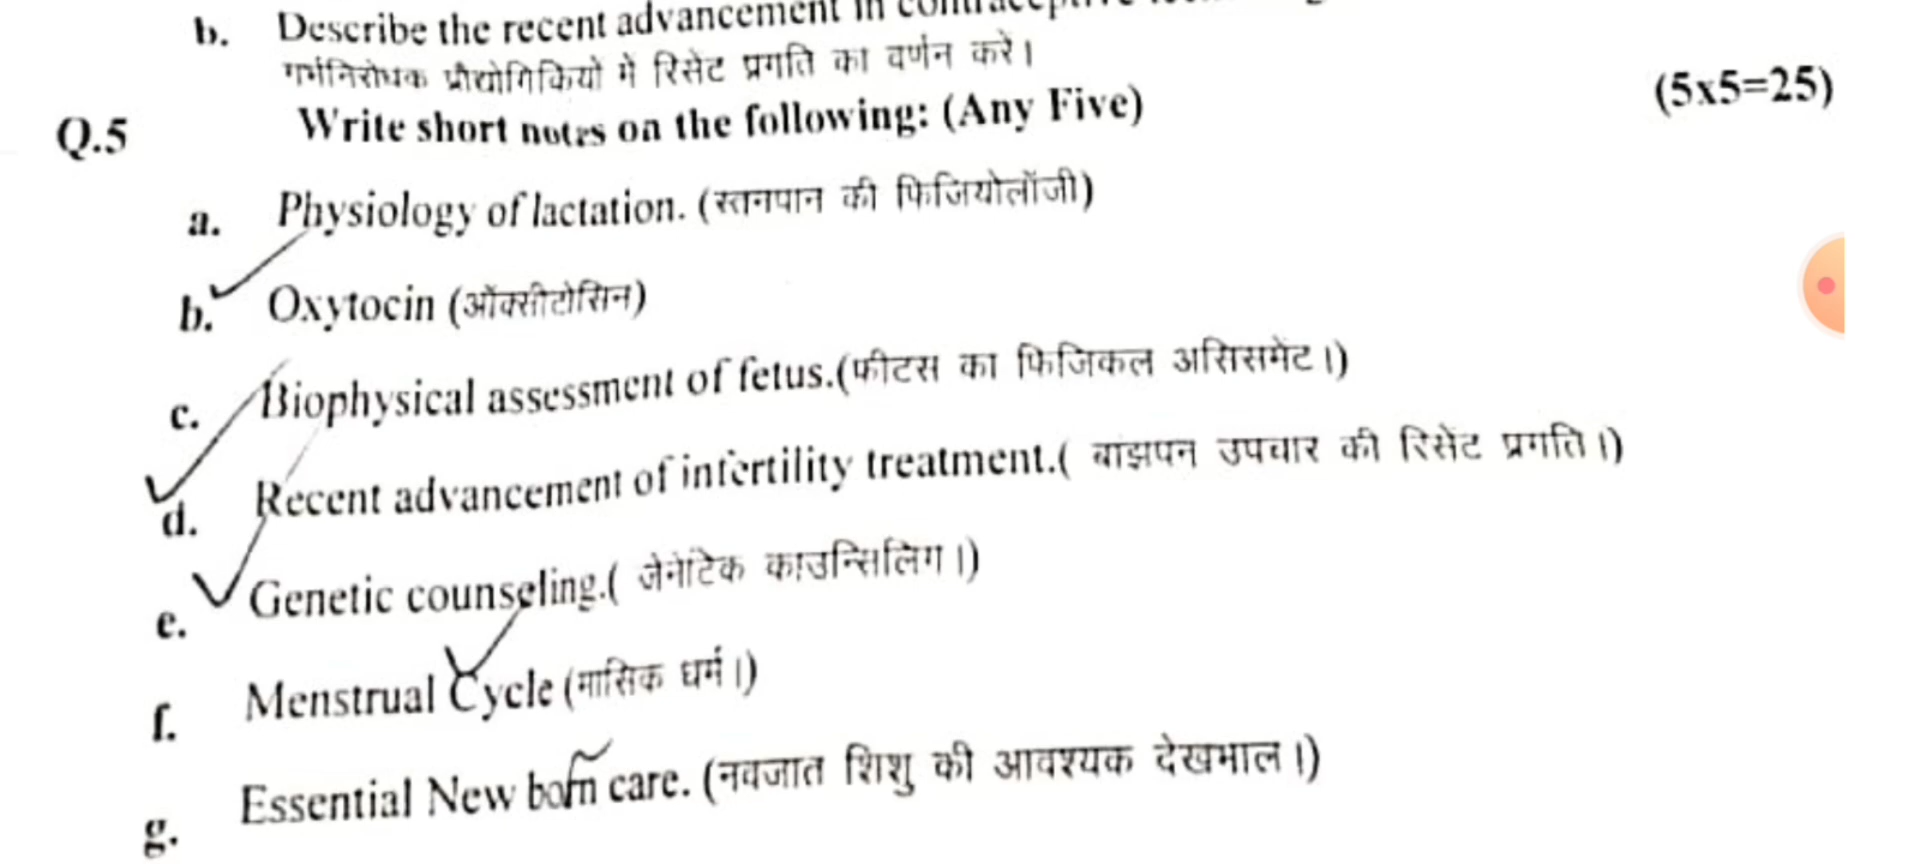 b. Describe the recent advancement in
गर्भनिरोधक प्रौद्योगिकियों में रिसेंट प्रगति का वर्णन करें।
Q.5 Write short notes on the following: (Any Five) (5x5=25)
a. Physiology of lactation. (स्तनपान की फिजियोलॉजी)
b. Oxytocin (ऑक्सीटोसिन)
c. Biophysical assessment of fetus.(फीटस का फिजिकल असिसमेंट।)
d. Recent advancement of infertility treatment.( बांझपन उपचार की रिसेंट प्रगति।)
e. Genetic counseling.( जेनेटिक काउन्सिलिग।)
f. Menstrual Cycle (मासिक धर्म।)
g. Essential New born care. (नवजात शिशु की आवश्यक देखभाल।)